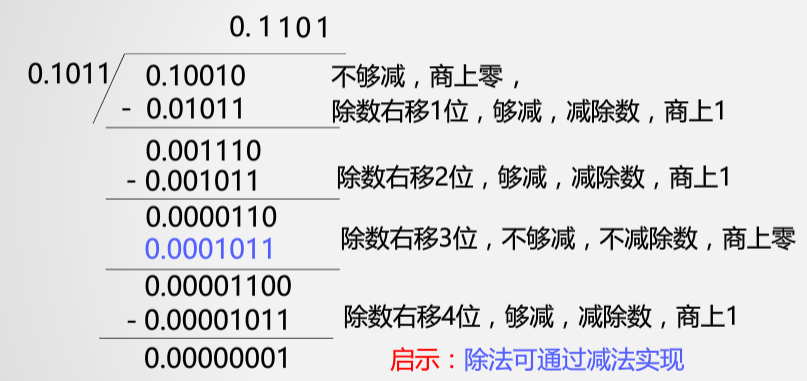 0.1101
0.1011 0.10010 不够减，商上零，
- 0.01011 除数右移1位，够减，减除数，商上1
0.001110
- 0.001011 除数右移2位，够减，减除数，商上1
0.0000110
0.0001011 除数右移3位，不够减，不减除数，商上零
0.00001100
- 0.00001011 除数右移4位，够减，减除数，商上1
0.00000001 启示：除法可通过减法实现